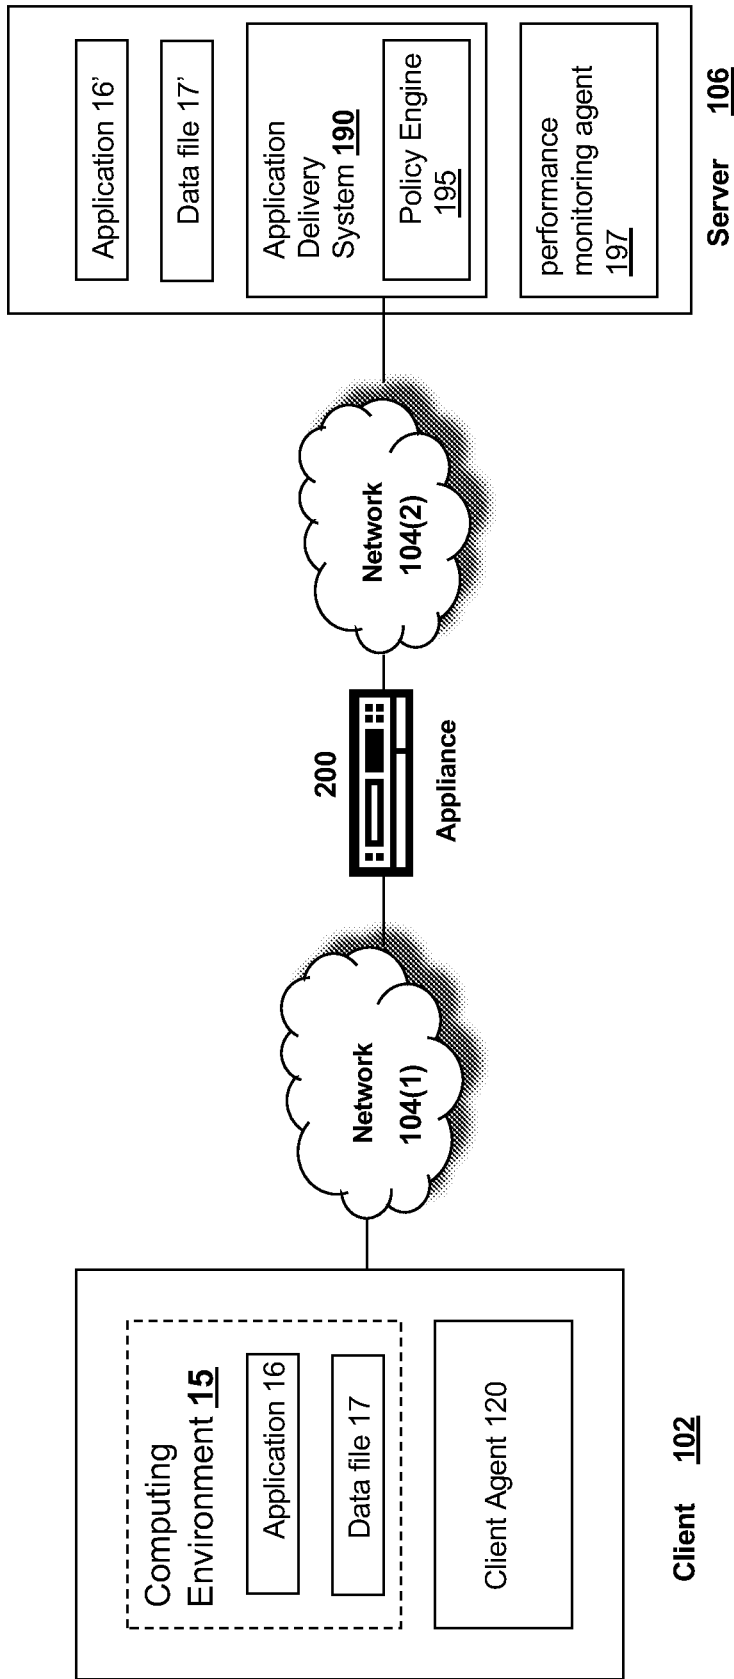 Computing
Environment 15
Application 16
Data file 17
Client Agent 120
Client 102
Network
104(1)
200
Appliance
Network
104(2)
Application 16’
Data file 17’
Application
Delivery
System 190
Policy Engine
195
performance
monitoring agent
197
Server 106